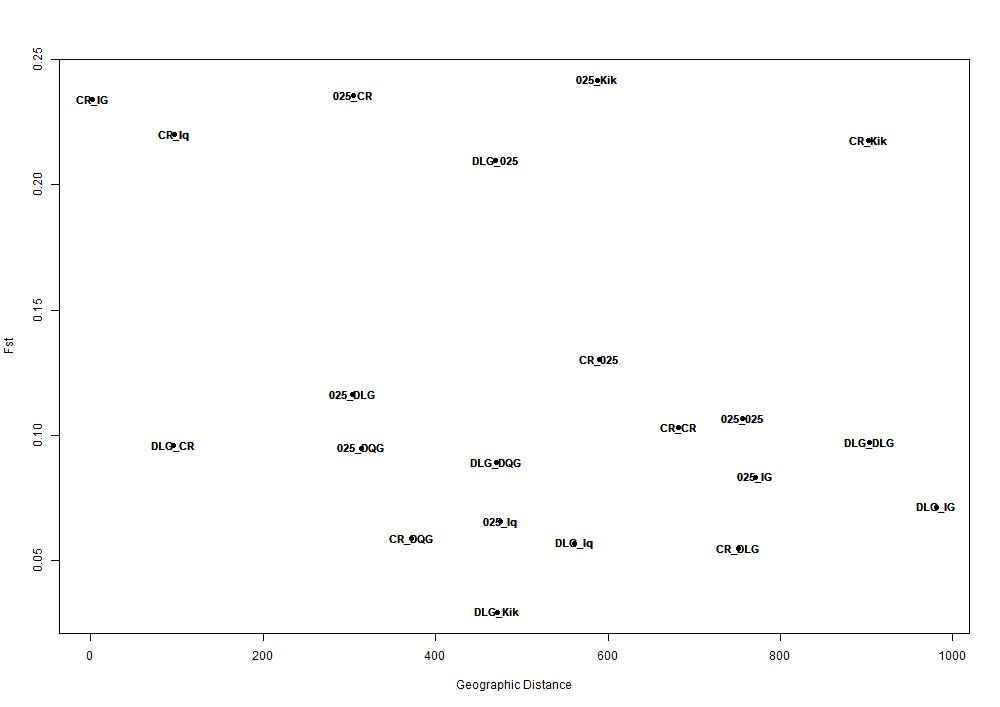 0.25
025_Kik
025_CR
CR_IG
CR_Iq
CR_Kik
DLG_025
0.20
0.15
Fst
CR_025
025_DLG
025_025
CR_CR
0.10
DLG_DLG
DLG_CR
025_DQG
DLG_DQG
025_IG
DLG_IG
025_Iq
CR_DQG
DLG_Iq
CR_DLG
0.05
DLG_Kik
0
200
400
600
800
1000
Geographic Distance